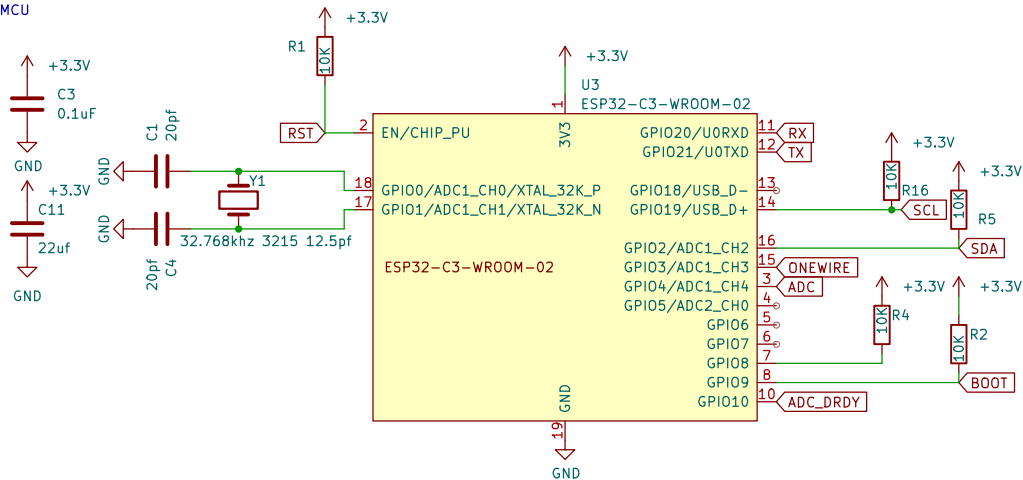 MCU
+3.3V
R1
10K
+3.3V
C3
0.1uF
GND
+3.3V
C11
22uf
GND
C1
20pf
GND
GND
20pf
C4
Y1
32.768khz 3215 12.5pf
RST
+3.3V
U3
ESP32-C3-WROOM-02
1
3V3
2
EN/CHIP_PU
18
GPIO0/ADC1_CH0/XTAL_32K_P
17
GPIO1/ADC1_CH1/XTAL_32K_N
ESP32-C3-WROOM-02
GPIO20/U0RXD
11
RX
GPIO21/U0TXD
12
TX
GPIO18/USB_D-
13
GPIO19/USB_D+
14
GPIO2/ADC1_CH2
16
GPIO3/ADC1_CH3
15
ONEWIRE
GPIO4/ADC1_CH4
3
ADC
GPIO5/ADC2_CH0
4
GPIO6
5
GPIO7
6
GPIO8
7
GPIO9
8
GPIO10
10
ADC_DRDY
GND
19
GND
+3.3V
10K
R16
SCL
+3.3V
10K
R5
SDA
+3.3V
10K
R4
+3.3V
10K
R2
BOOT